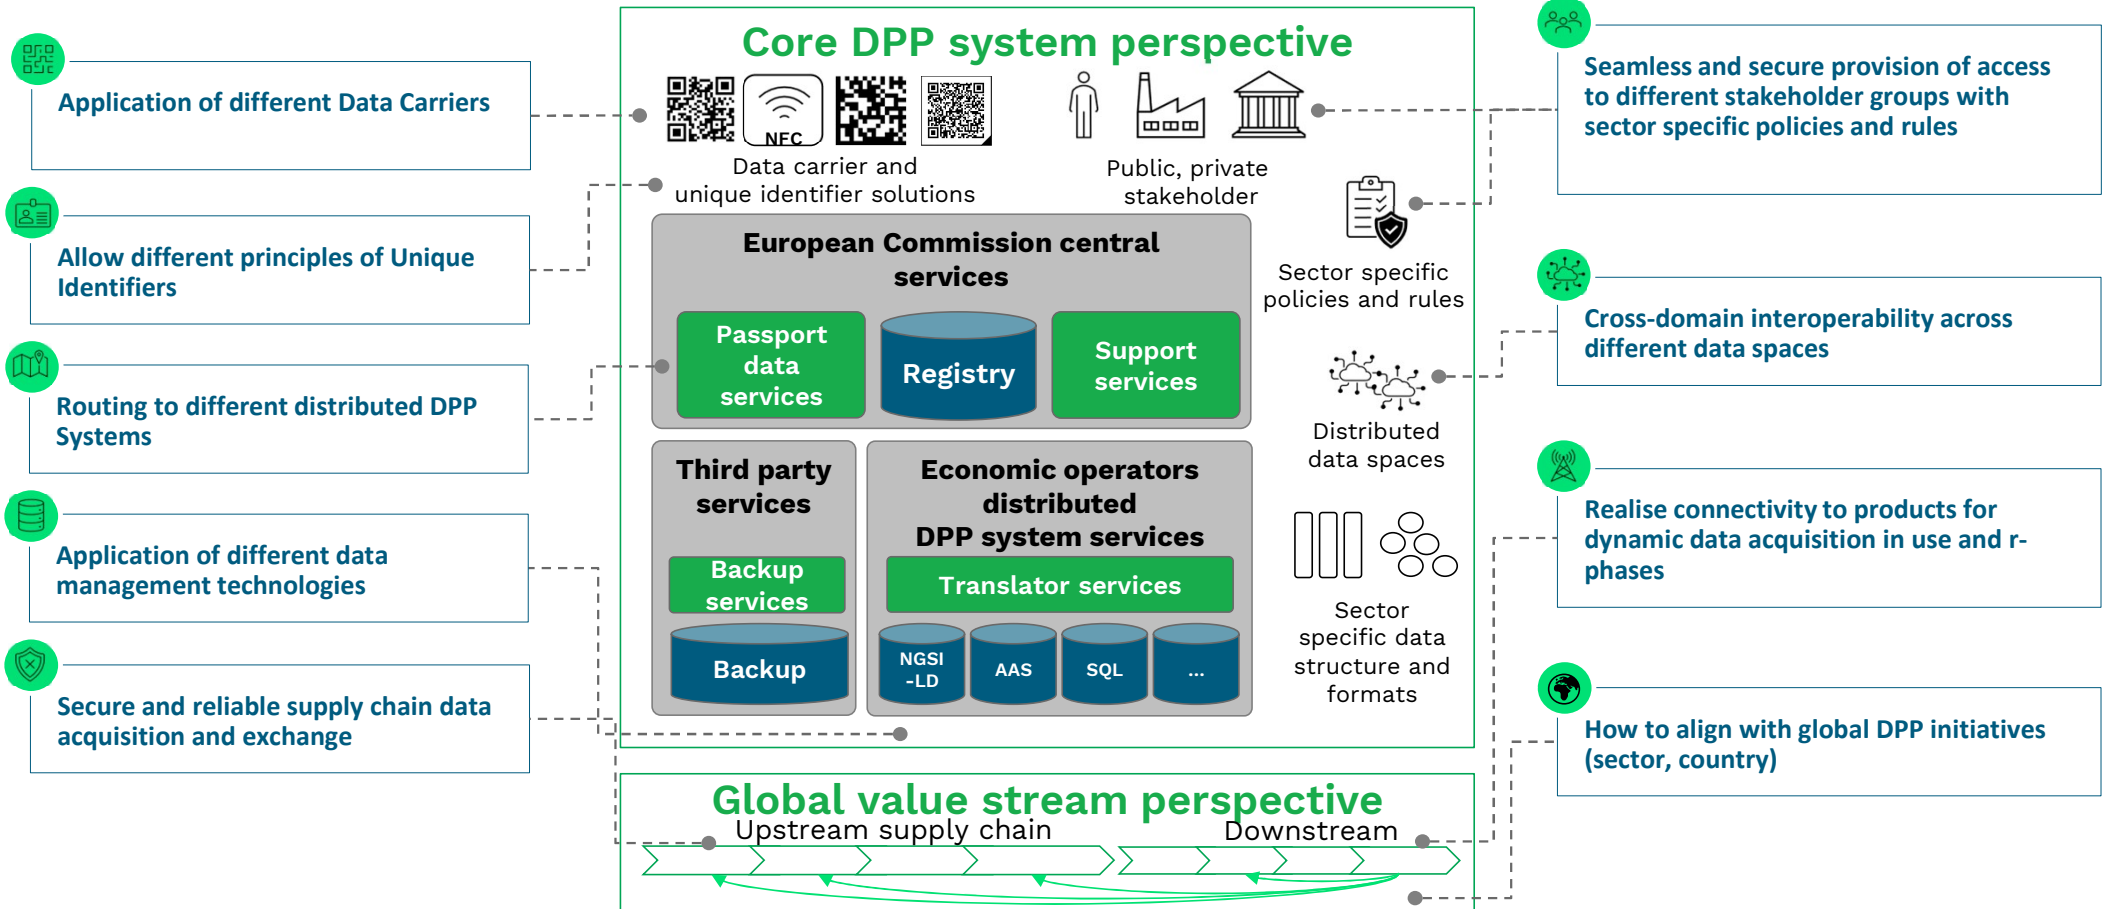 Application of different Data Carriers
Allow different principles of Unique
Identifiers
Routing to different distributed DPP
Systems
Application of different data
management technologies
Secure and reliable supply chain data
acquisition and exchange
Core DPP system perspective
NFC
Data carrier and
unique identifier solutions
Public, private
stakeholder
European Commission central
services
Passport
data
services
Registry
Support
services
Third party
services
Backup
services
Backup
Economic operators
distributed
DPP system services
Translator services
NGSI
-LD
AAS
SQL
...
Sector specific
policies and rules
Distributed
data spaces
Sector
specific data
structure and
formats
Global value stream perspective
Upstream supply chain
Downstream
Seamless and secure provision of access
to different stakeholder groups with
sector specific policies and rules
Cross-domain interoperability across
different data spaces
Realise connectivity to products for
dynamic data acquisition in use and r-
phases
How to align with global DPP initiatives
(sector, country)